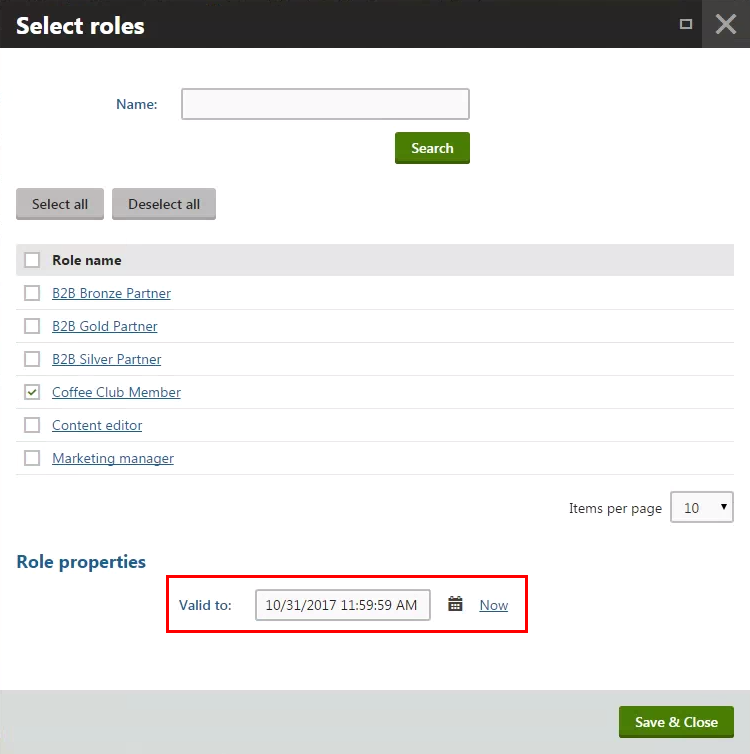 Select roles
Name:
Search
Select all Deselect all
Role name
B2B Bronze Partner
B2B Gold Partner
B2B Silver Partner
Coffee Club Member
Content editor
Marketing manager
Items per page 10
Role properties
Valid to: 10/31/2017 11:59:59 AM Now
Save & Close